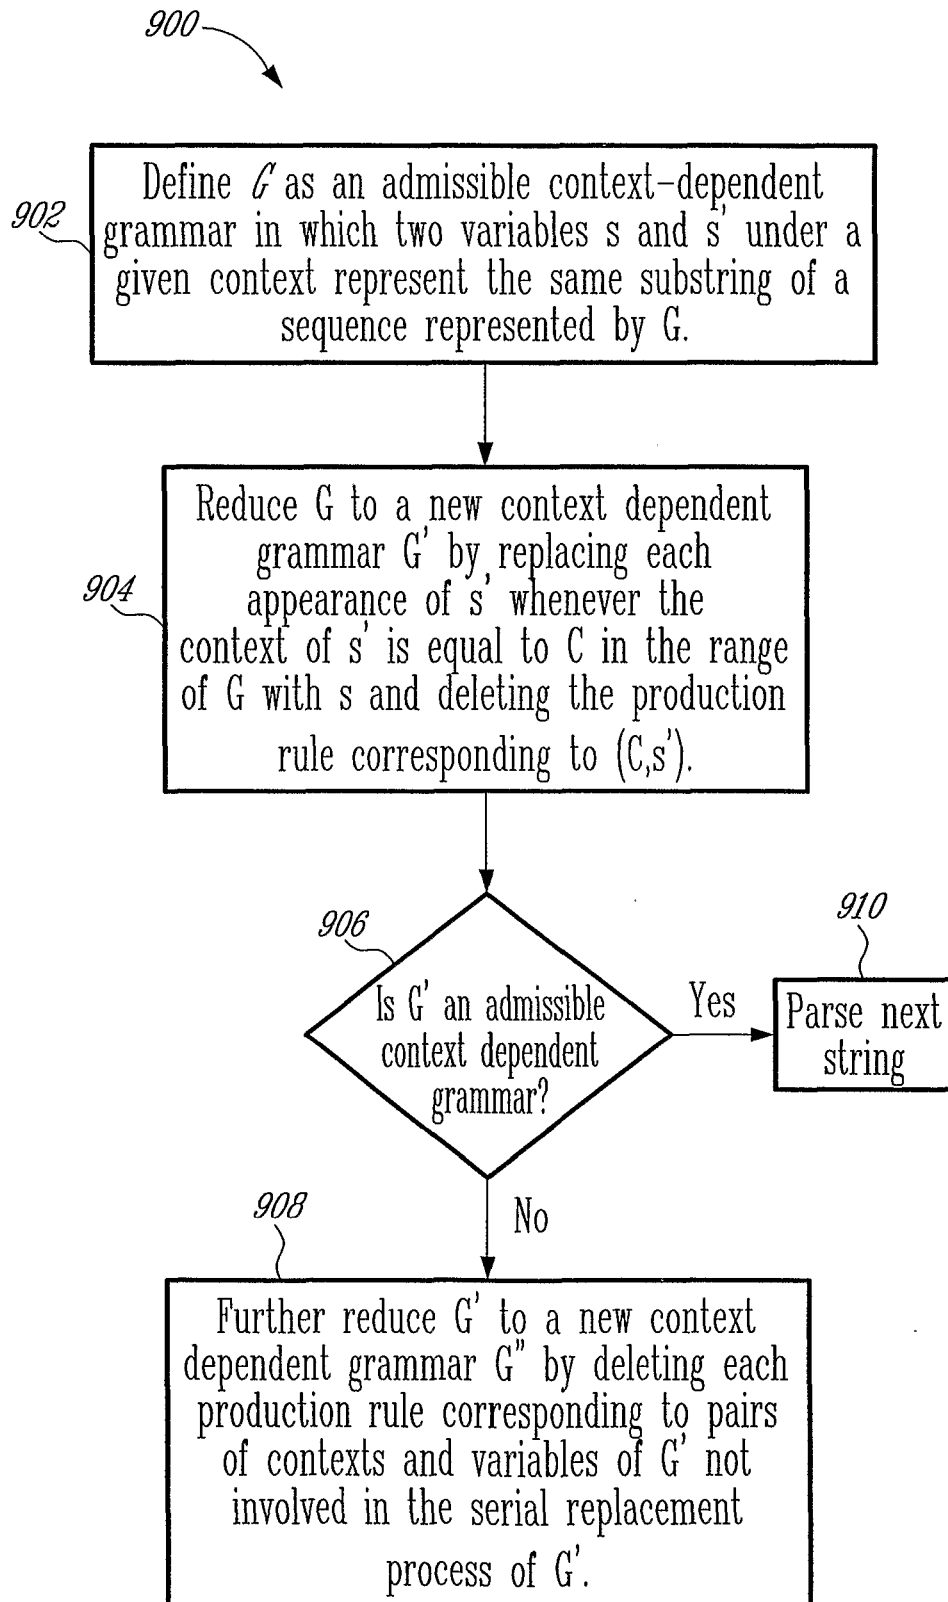 900
902
Define G as an admissible context-dependent
grammar in which two variables s and s' under a
given context represent the same substring of a
sequence represented by G.
904
Reduce G to a new context dependent
grammar G' by replacing each
appearance of s' whenever the
context of s' is equal to C in the range
of G with s and deleting the production
rule corresponding to (C,s').
906
Is G' an admissible
context dependent
grammar?
Yes
910
Parse next
string
No
908
Further reduce G' to a new context
dependent grammar G" by deleting each
production rule corresponding to pairs
of contexts and variables of G' not
involved in the serial replacement
process of G'.